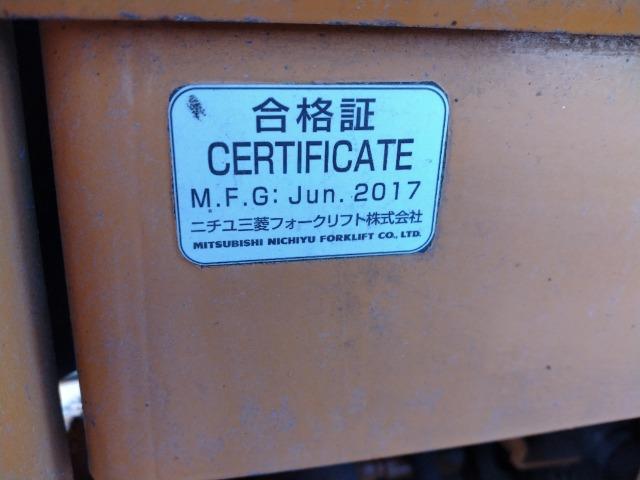 合格証
CERTIFICATE
M.F.G: Jun. 2017
ニチユ三菱フォークリフト株式会社
MITSUBISHI NICHIYU FORKLIFT CO., LTD.